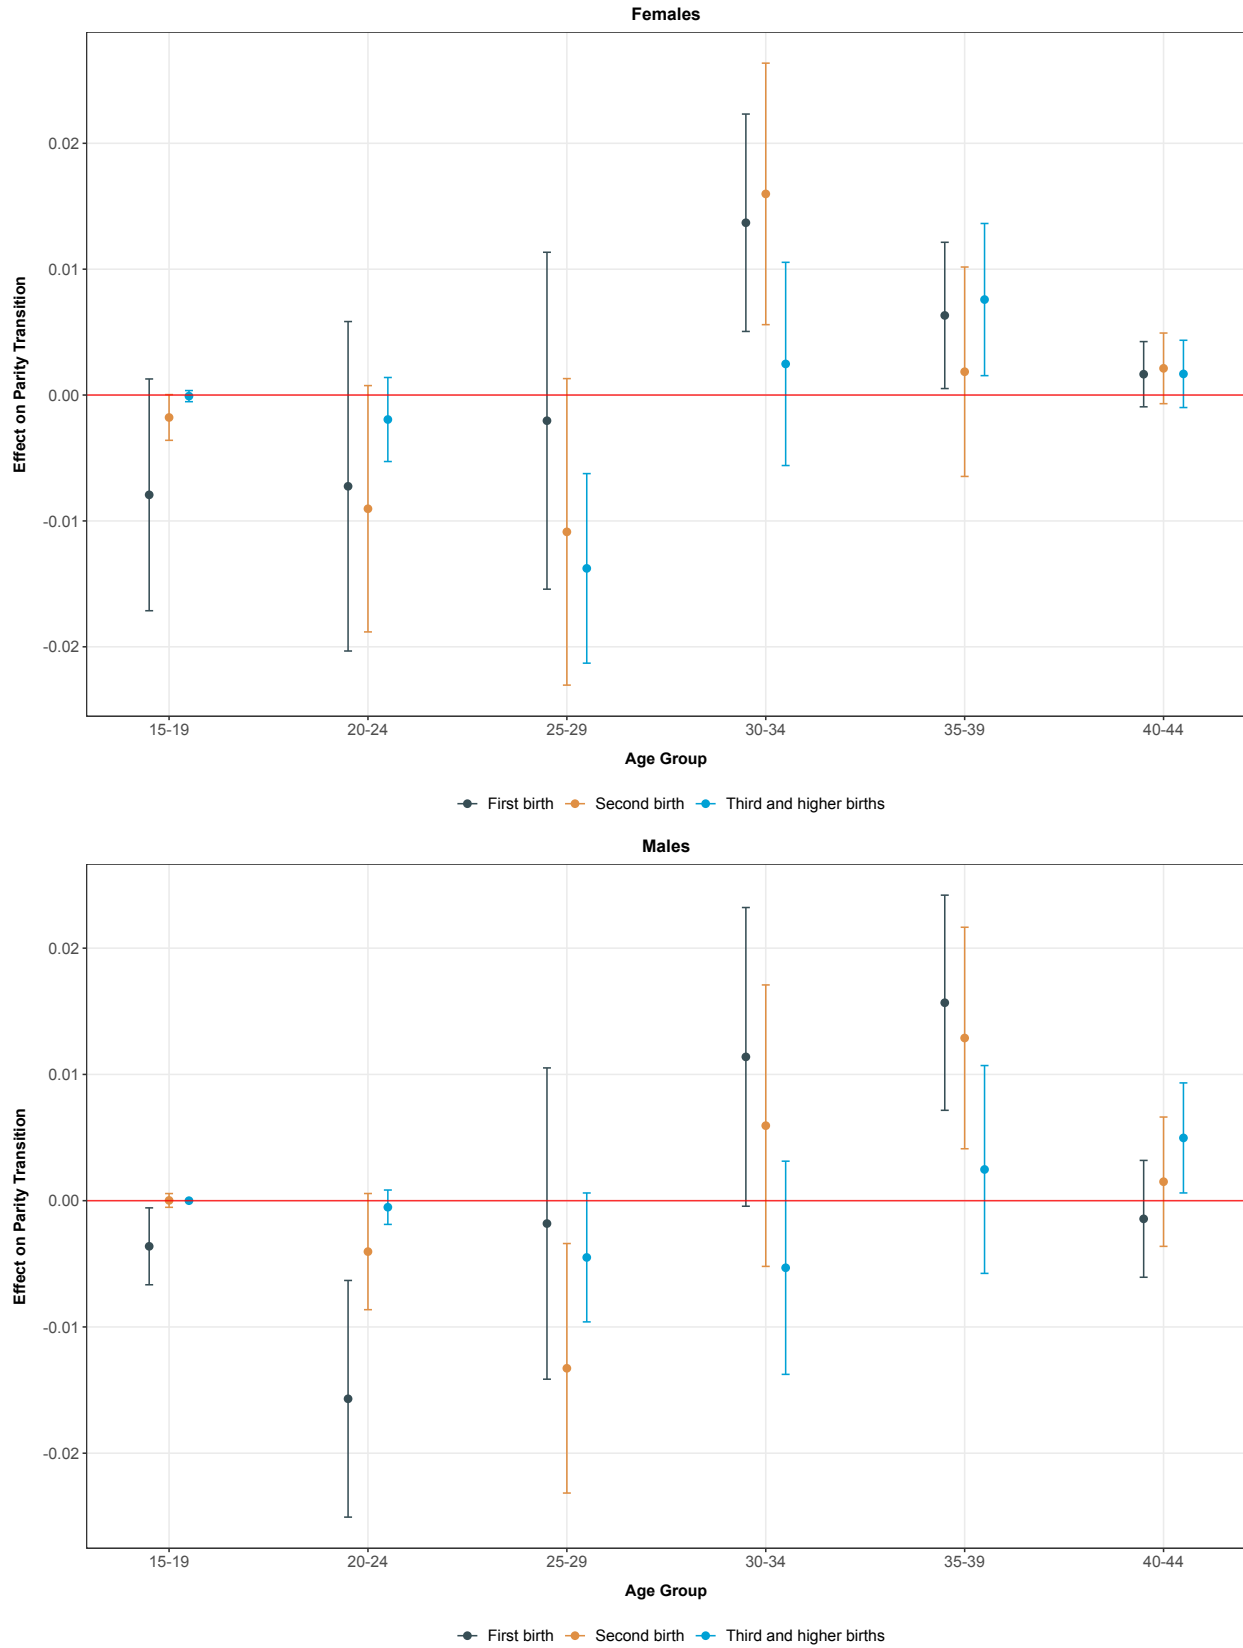 Females
Effect on Parity Transition
0.02
0.01
0.00
-0.01
-0.02
15-19 20-24 25-29 30-34 35-39 40-44
Age Group
First birth Second birth Third and higher births
Males
Effect on Parity Transition
0.02
0.01
0.00
-0.01
-0.02
15-19 20-24 25-29 30-34 35-39 40-44
Age Group
First birth Second birth Third and higher births